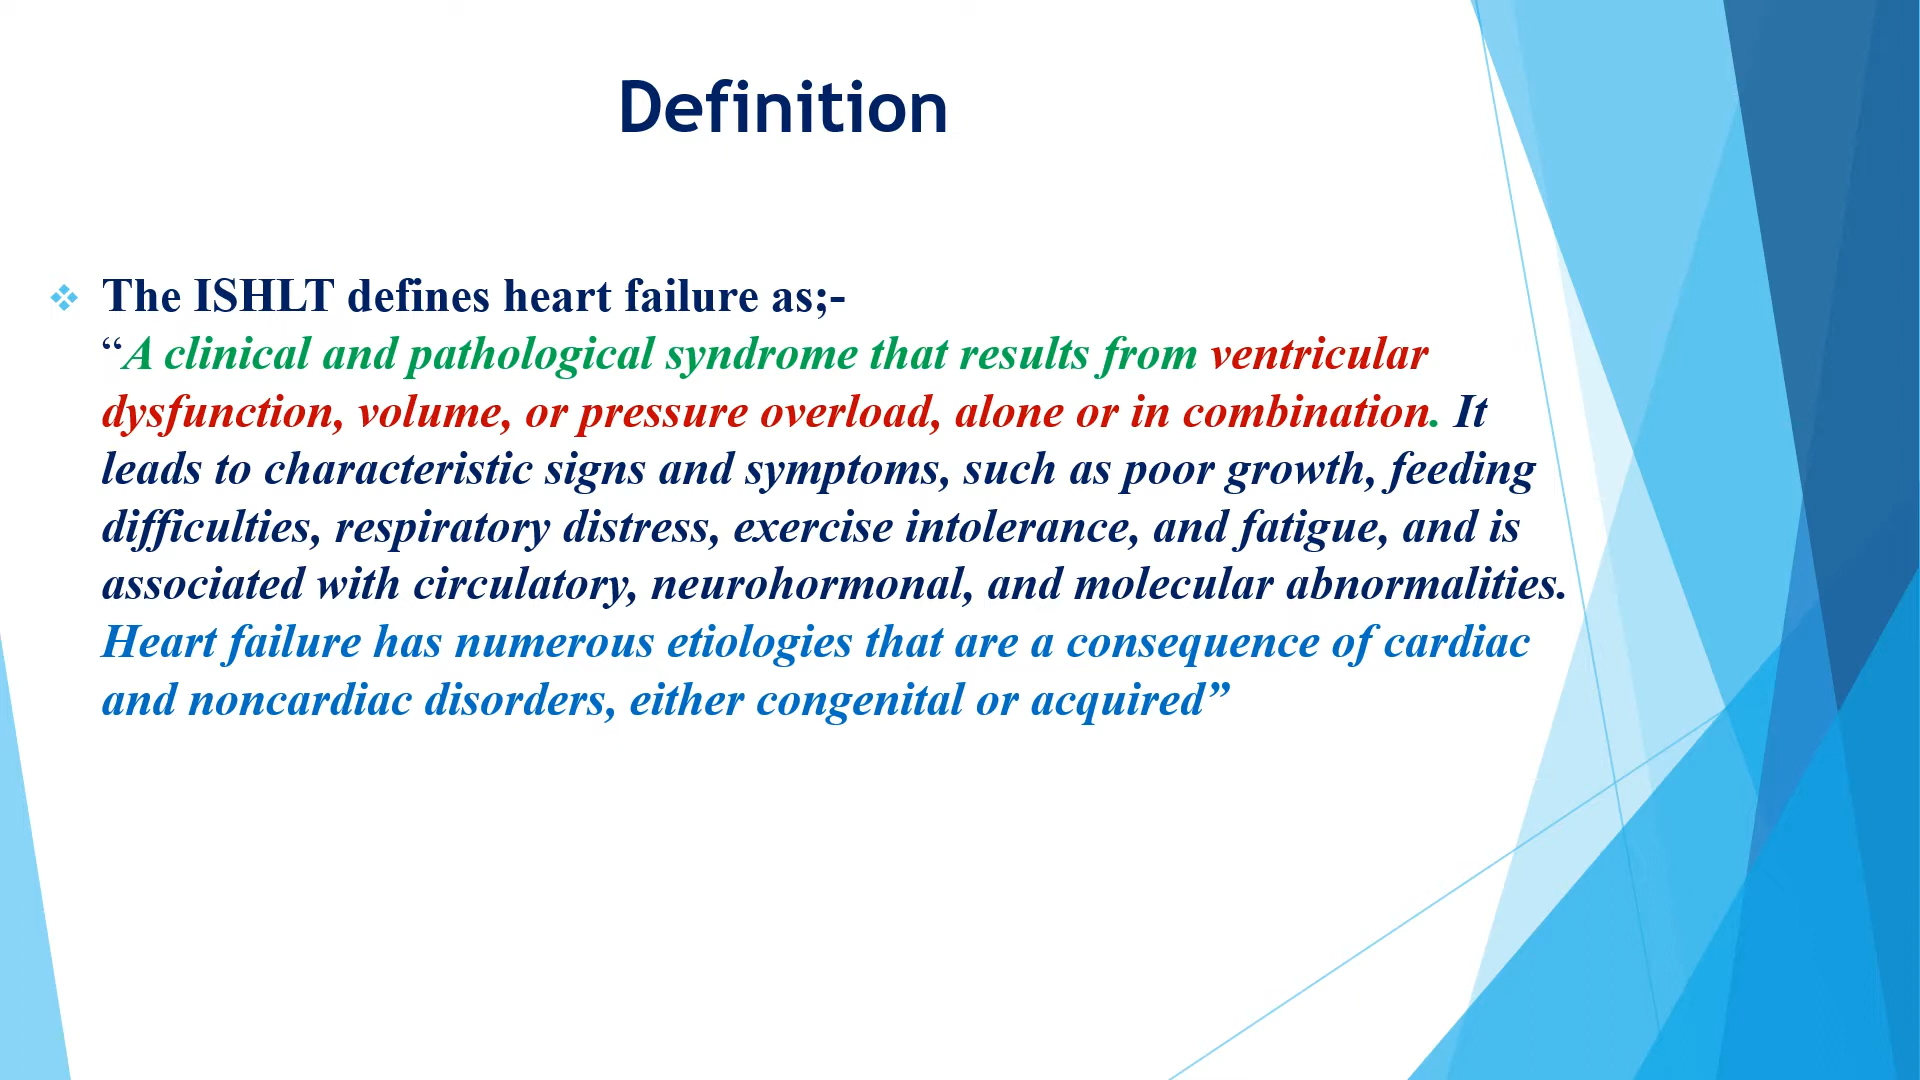 Definition
The ISHLT defines heart failure as;-
“A clinical and pathological syndrome that results from ventricular
dysfunction, volume, or pressure overload, alone or in combination. It
leads to characteristic signs and symptoms, such as poor growth, feeding
difficulties, respiratory distress, exercise intolerance, and fatigue, and is
associated with circulatory, neurohormonal, and molecular abnormalities.
Heart failure has numerous etiologies that are a consequence of cardiac
and noncardiac disorders, either congenital or acquired”